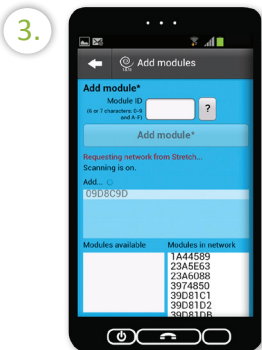 3.
Add modules
Add module*
Module ID
(6 or 7 characters: 0-9
and A-F)
?
Add module*
Requesting network from Stretch...
Scanning is on.
Add...
09D8C9D
Modules available
Modules in network
1A44589
23A5E63
23A6088
3974850
39D81C1
39D81D2
39D81DB